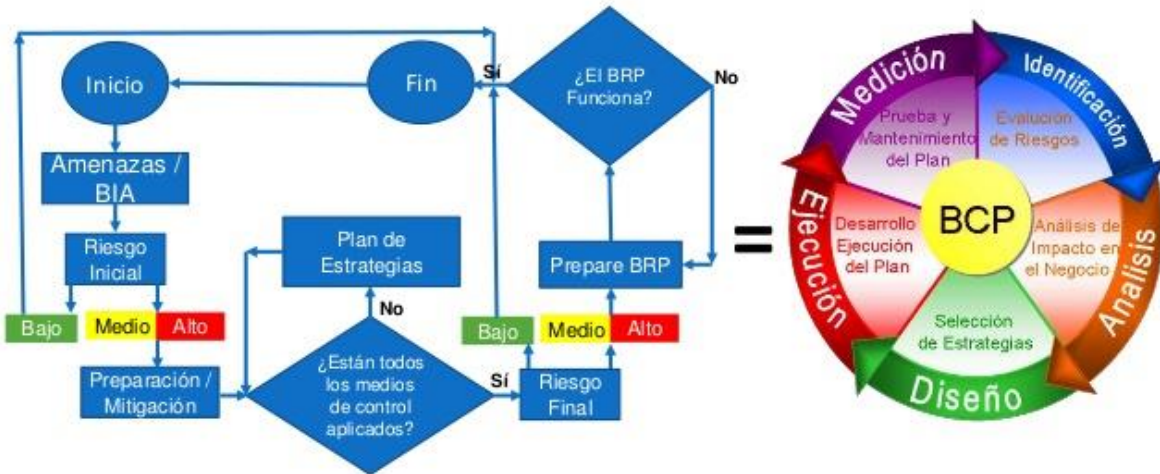 Inicio
Fin
Sí
¿El BRP
Funciona?
No
Amenazas /
BIA
Riesgo
Inicial
Bajo
Medio
Alto
Preparación /
Mitigación
Plan de
Estrategias
No
¿Están todos
los medios
de control
aplicados?
Sí
Riesgo
Final
Bajo
Medio
Alto
Prepare BRP
=
BCP
Identificación
Evalución
de Riesgos
Analisis
Análisis de
Impacto en
el Negocio
Diseño
Selección
de Estrategias
Ejecución
Desarrollo
Ejecución
del Plan
Medición
Prueba y
Mantenimiento
del Plan